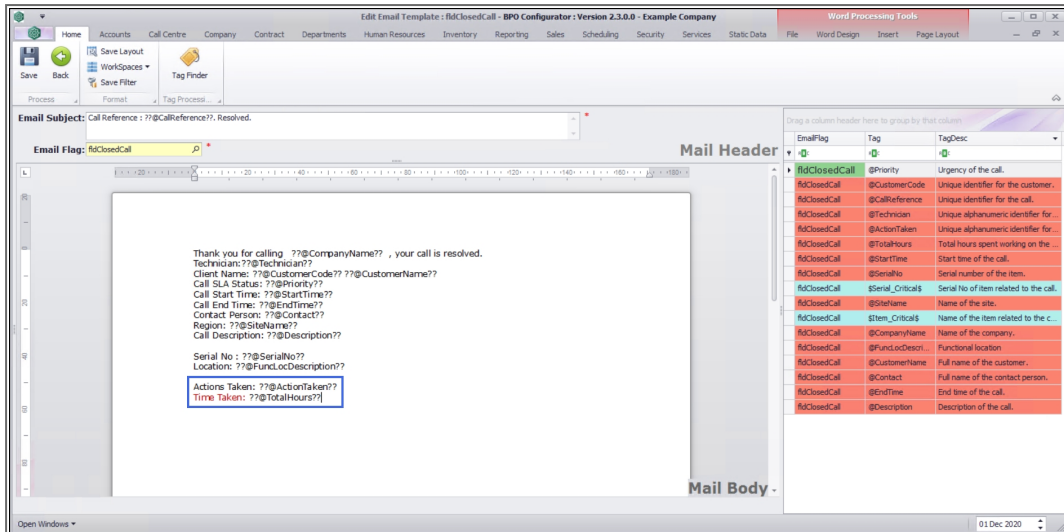 Edit Email Template : fldClosedCall - BPO Configurator : Version 2.3.0.0 - Example Company
Word Processing Tools
Home Accounts Call Centre Company Contract Departments Human Resources Inventory Reporting Sales Scheduling Security Services Static Data File Word Design Insert Page Layout
Save
Back
Save Layout
WorkSpaces
Save Filter
Tag Finder
Process
Format
Tag Processi...
Email Subject: Call Reference : ??@CallReference??. Resolved. *
Email Flag: fldClosedCall *
Mail Header
Drag a column header here to group by that column
EmailFlag Tag TagDesc
fldClosedCall @Priority Urgency of the call.
fldClosedCall @CustomerCode Unique identifier for the customer.
fldClosedCall @CallReference Unique identifier for the call.
fldClosedCall @Technician Unique alphanumeric identifier for...
fldClosedCall @ActionTaken Unique alphanumeric identifier for...
fldClosedCall @TotalHours Total hours spent working on the ...
fldClosedCall @StartTime Start time of the call.
fldClosedCall @SerialNo Serial number of the item.
fldClosedCall $Serial_Critical$ Serial No of item related to the call.
fldClosedCall @SiteName Name of the site.
fldClosedCall $Item_Critical$ Name of the item related to the c...
fldClosedCall @CompanyName Name of the company.
fldClosedCall @FuncLocDescri... Functional location
fldClosedCall @CustomerName Full name of the customer.
fldClosedCall @Contact Full name of the contact person.
fldClosedCall @EndTime End time of the call.
fldClosedCall @Description Description of the call.
Thank you for calling ??@CompanyName?? , your call is resolved.
Technician:??@Technician??
Client Name: ??@CustomerCode?? ??@CustomerName??
Call SLA Status: ??@Priority??
Call Start Time: ??@StartTime??
Call End Time: ??@EndTime??
Contact Person: ??@Contact??
Region: ??@SiteName??
Call Description: ??@Description??
Serial No : ??@SerialNo??
Location: ??@FuncLocDescription??
Actions Taken: ??@ActionTaken??
Time Taken: ??@TotalHours??
Mail Body
Open Windows
01 Dec 2020